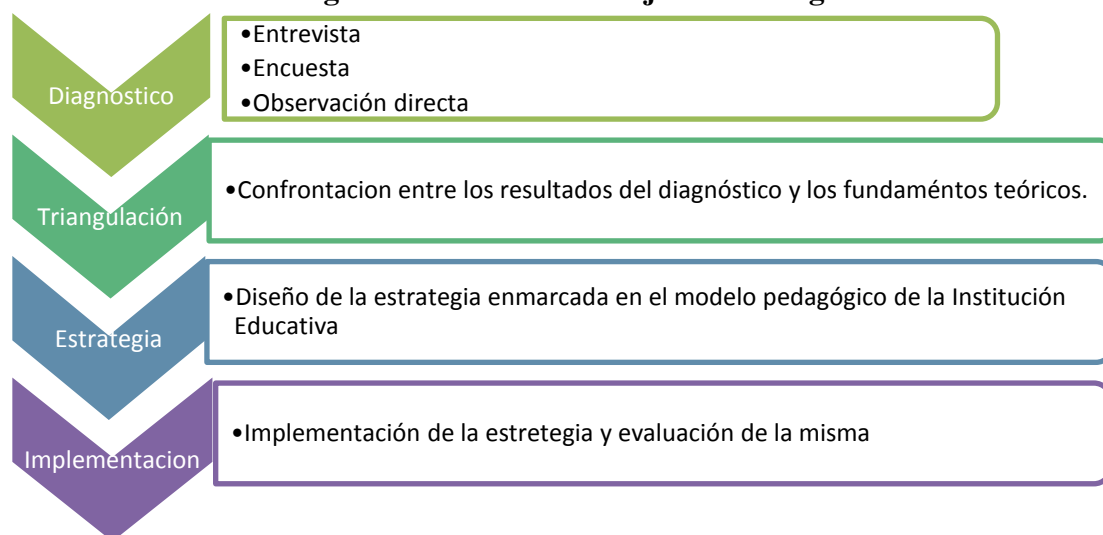 •Entrevista
•Encuesta
•Observación directa
Diagnóstico
•Confrontacion entre los resultados del diagnóstico y los fundaméntos teóricos.
Triangulación
•Diseño de la estrategia enmarcada en el modelo pedagógico de la Institución
Educativa
Estrategia
•Implementación de la estretegia y evaluación de la misma
Implementacion